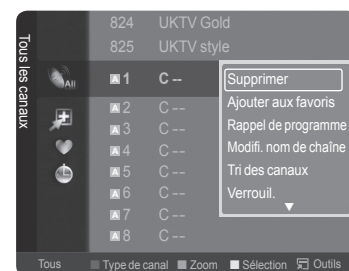 Tous les canaux
824 UKTV Gold
825 UKTV style
All
A 1 C --
A 2 C --
A 3 C --
A 4 C --
A 5 C --
A 6 C --
A 7 C --
A 8 C --
Supprimer
Ajouter aux favoris
Rappel de programme
Modifi. nom de chaîne
Tri des canaux
Verrouil.
Tous Type de canal Zoom Sélection Outils